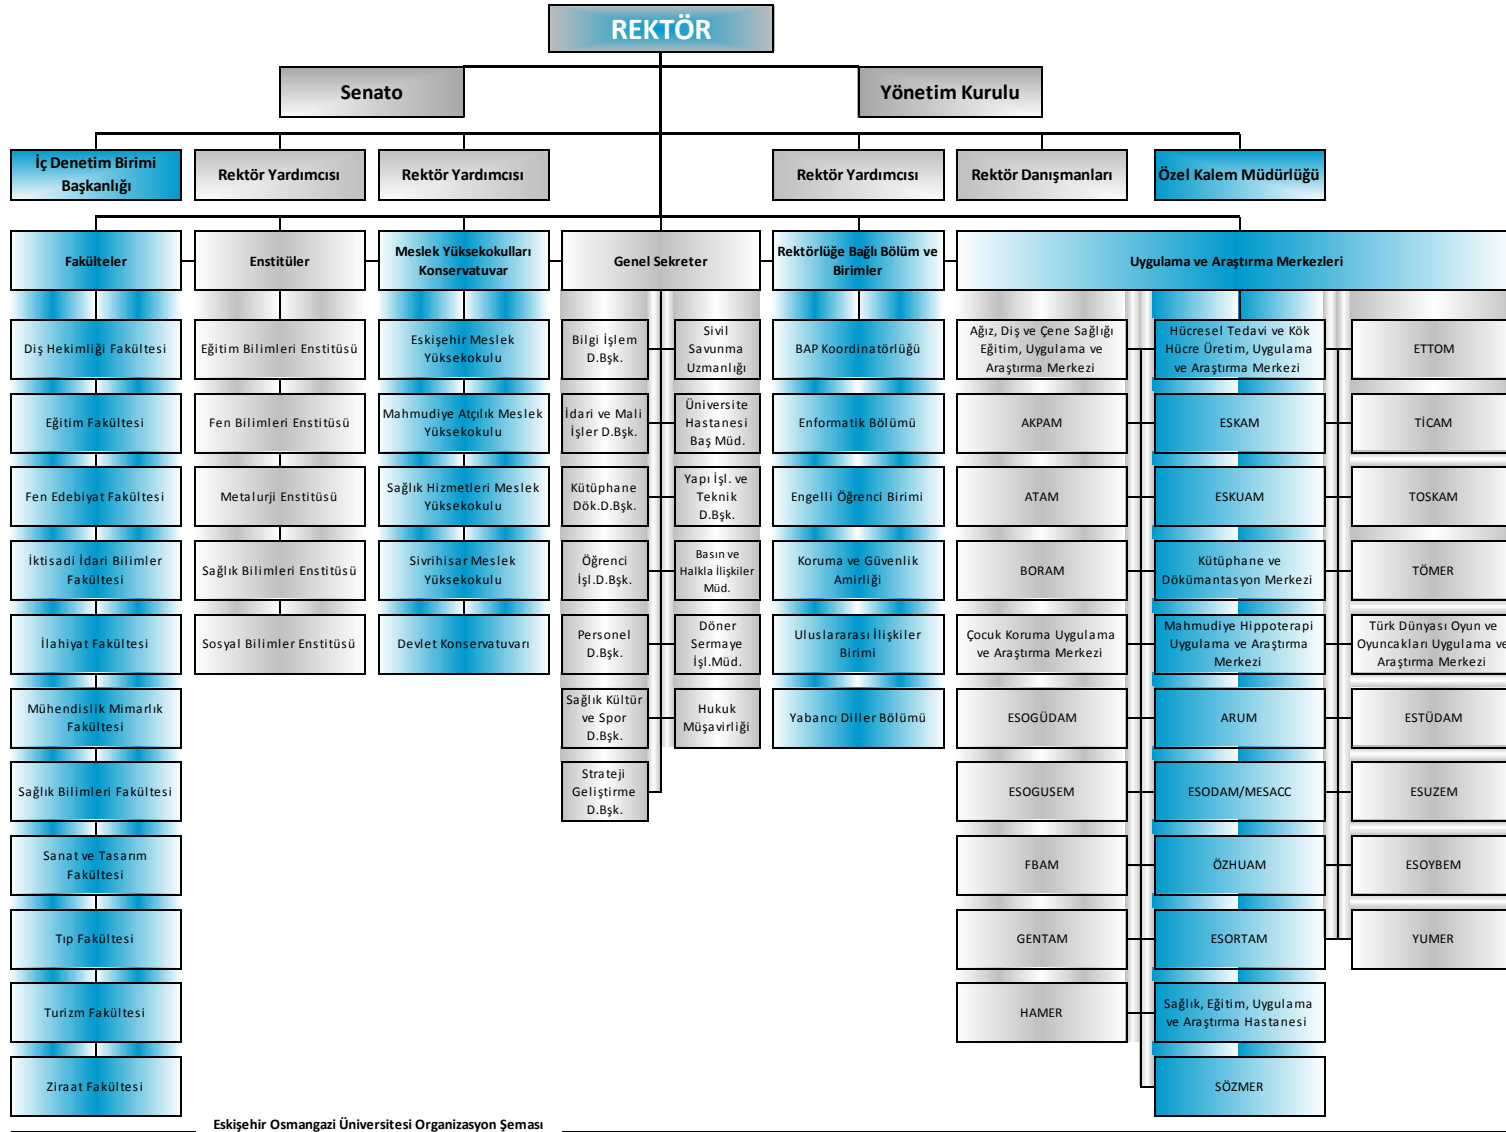 REKTÖR
Senato
Yönetim Kurulu
İç Denetim Birimi
Başkanlığı
Rektör Yardımcısı
Rektör Yardımcısı
Rektör Yardımcısı
Rektör Danışmanları
Özel Kalem Müdürlüğü
Fakülteler
Enstitüler
Meslek Yüksekokulları
Konservatuvar
Genel Sekreter
Rektörlüğe Bağlı Bölüm ve
Birimler
Uygulama ve Araştırma Merkezleri
Diş Hekimliği Fakültesi
Eğitim Fakültesi
Fen Edebiyat Fakültesi
İktisadi İdari Bilimler
Fakültesi
İlahiyat Fakültesi
Mühendislik Mimarlık
Fakültesi
Sağlık Bilimleri Fakültesi
Sanat ve Tasarım
Fakültesi
Tıp Fakültesi
Turizm Fakültesi
Ziraat Fakültesi
Eğitim Bilimleri Enstitüsü
Fen Bilimleri Enstitüsü
Metalurji Enstitüsü
Sağlık Bilimleri Enstitüsü
Sosyal Bilimler Enstitüsü
Eskişehir Meslek
Yüksekokulu
Mahmudiye Atçılık Meslek
Yüksekokulu
Sağlık Hizmetleri Meslek
Yüksekokulu
Sivrihisar Meslek
Yüksekokulu
Devlet Konservatuvarı
Bilgi İşlem
D.Bşk.
İdari ve Mali
İşler D.Bşk.
Kütüphane
Dök.D.Bşk.
Öğrenci
İşl.D.Bşk.
Personel
D.Bşk.
Sağlık Kültür
ve Spor
D.Bşk.
Strateji
Geliştirme
D.Bşk.
Sivil
Savunma
Uzmanlığı
Üniversite
Hastanesi
Baş Müd.
Yapı İşl. ve
Teknik
D.Bşk.
Basın ve
Halkla İlişkiler
Müd.
Döner
Sermaye
İşl.Müd.
Hukuk
Müşavirliği
BAP Koordinatörlüğü
Enformatik Bölümü
Engelli Öğrenci Birimi
Koruma ve Güvenlik
Amirliği
Uluslararası İlişkiler
Birimi
Yabancı Diller Bölümü
Ağız, Diş ve Çene Sağlığı
Eğitim, Uygulama ve
Araştırma Merkezi
AKPAM
ATAM
BORAM
Çocuk Koruma Uygulama
ve Araştırma Merkezi
ESOGÜDAM
ESOGUSEM
FBAM
GENTAM
HAMER
Hücresel Tedavi ve Kök
Hücre Üretim, Uygulama
ve Araştırma Merkezi
ESKAM
ESKUAM
Kütüphane ve
Dökümantasyon Merkezi
Mahmudiye Hippoterapi
Uygulama ve Araştırma
Merkezi
ARUM
ESODAM/MESACC
ÖZHUAM
ESORTAM
Sağlık, Eğitim, Uygulama
ve Araştırma Hastanesi
SÖZMER
ETTOM
TİCAM
TOSKAM
TÖMER
Türk Dünyası Oyun ve
Oyuncakları Uygulama ve
Araştırma Merkezi
ESTÜDAM
ESUZEM
ESOYBEM
YUMER
Eskişehir Osmangazi Üniversitesi Organizasyon Şeması